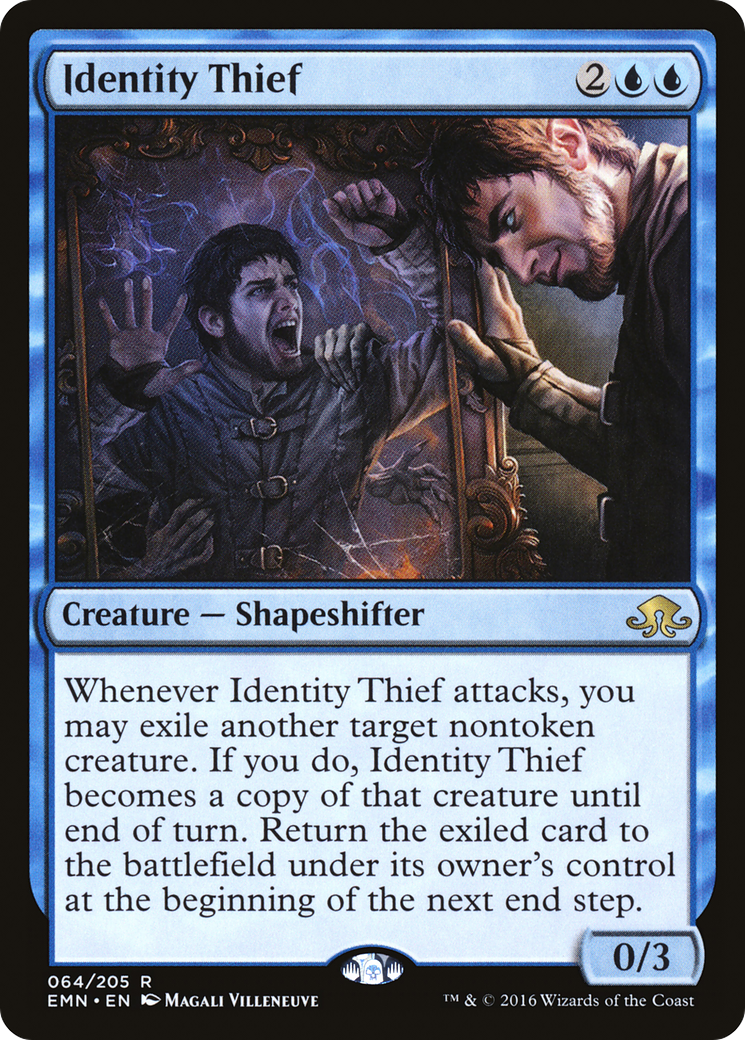 Identity Thief 2
Creature — Shapeshifter
Whenever Identity Thief attacks, you
may exile another target nontoken
creature. If you do, Identity Thief
becomes a copy of that creature until
end of turn. Return the exiled card to
the battlefield under its owner's control
at the beginning of the next end step.
0/3
064/205 R
EMN • EN Magali Villeneuve
™ & © 2016 Wizards of the Coast